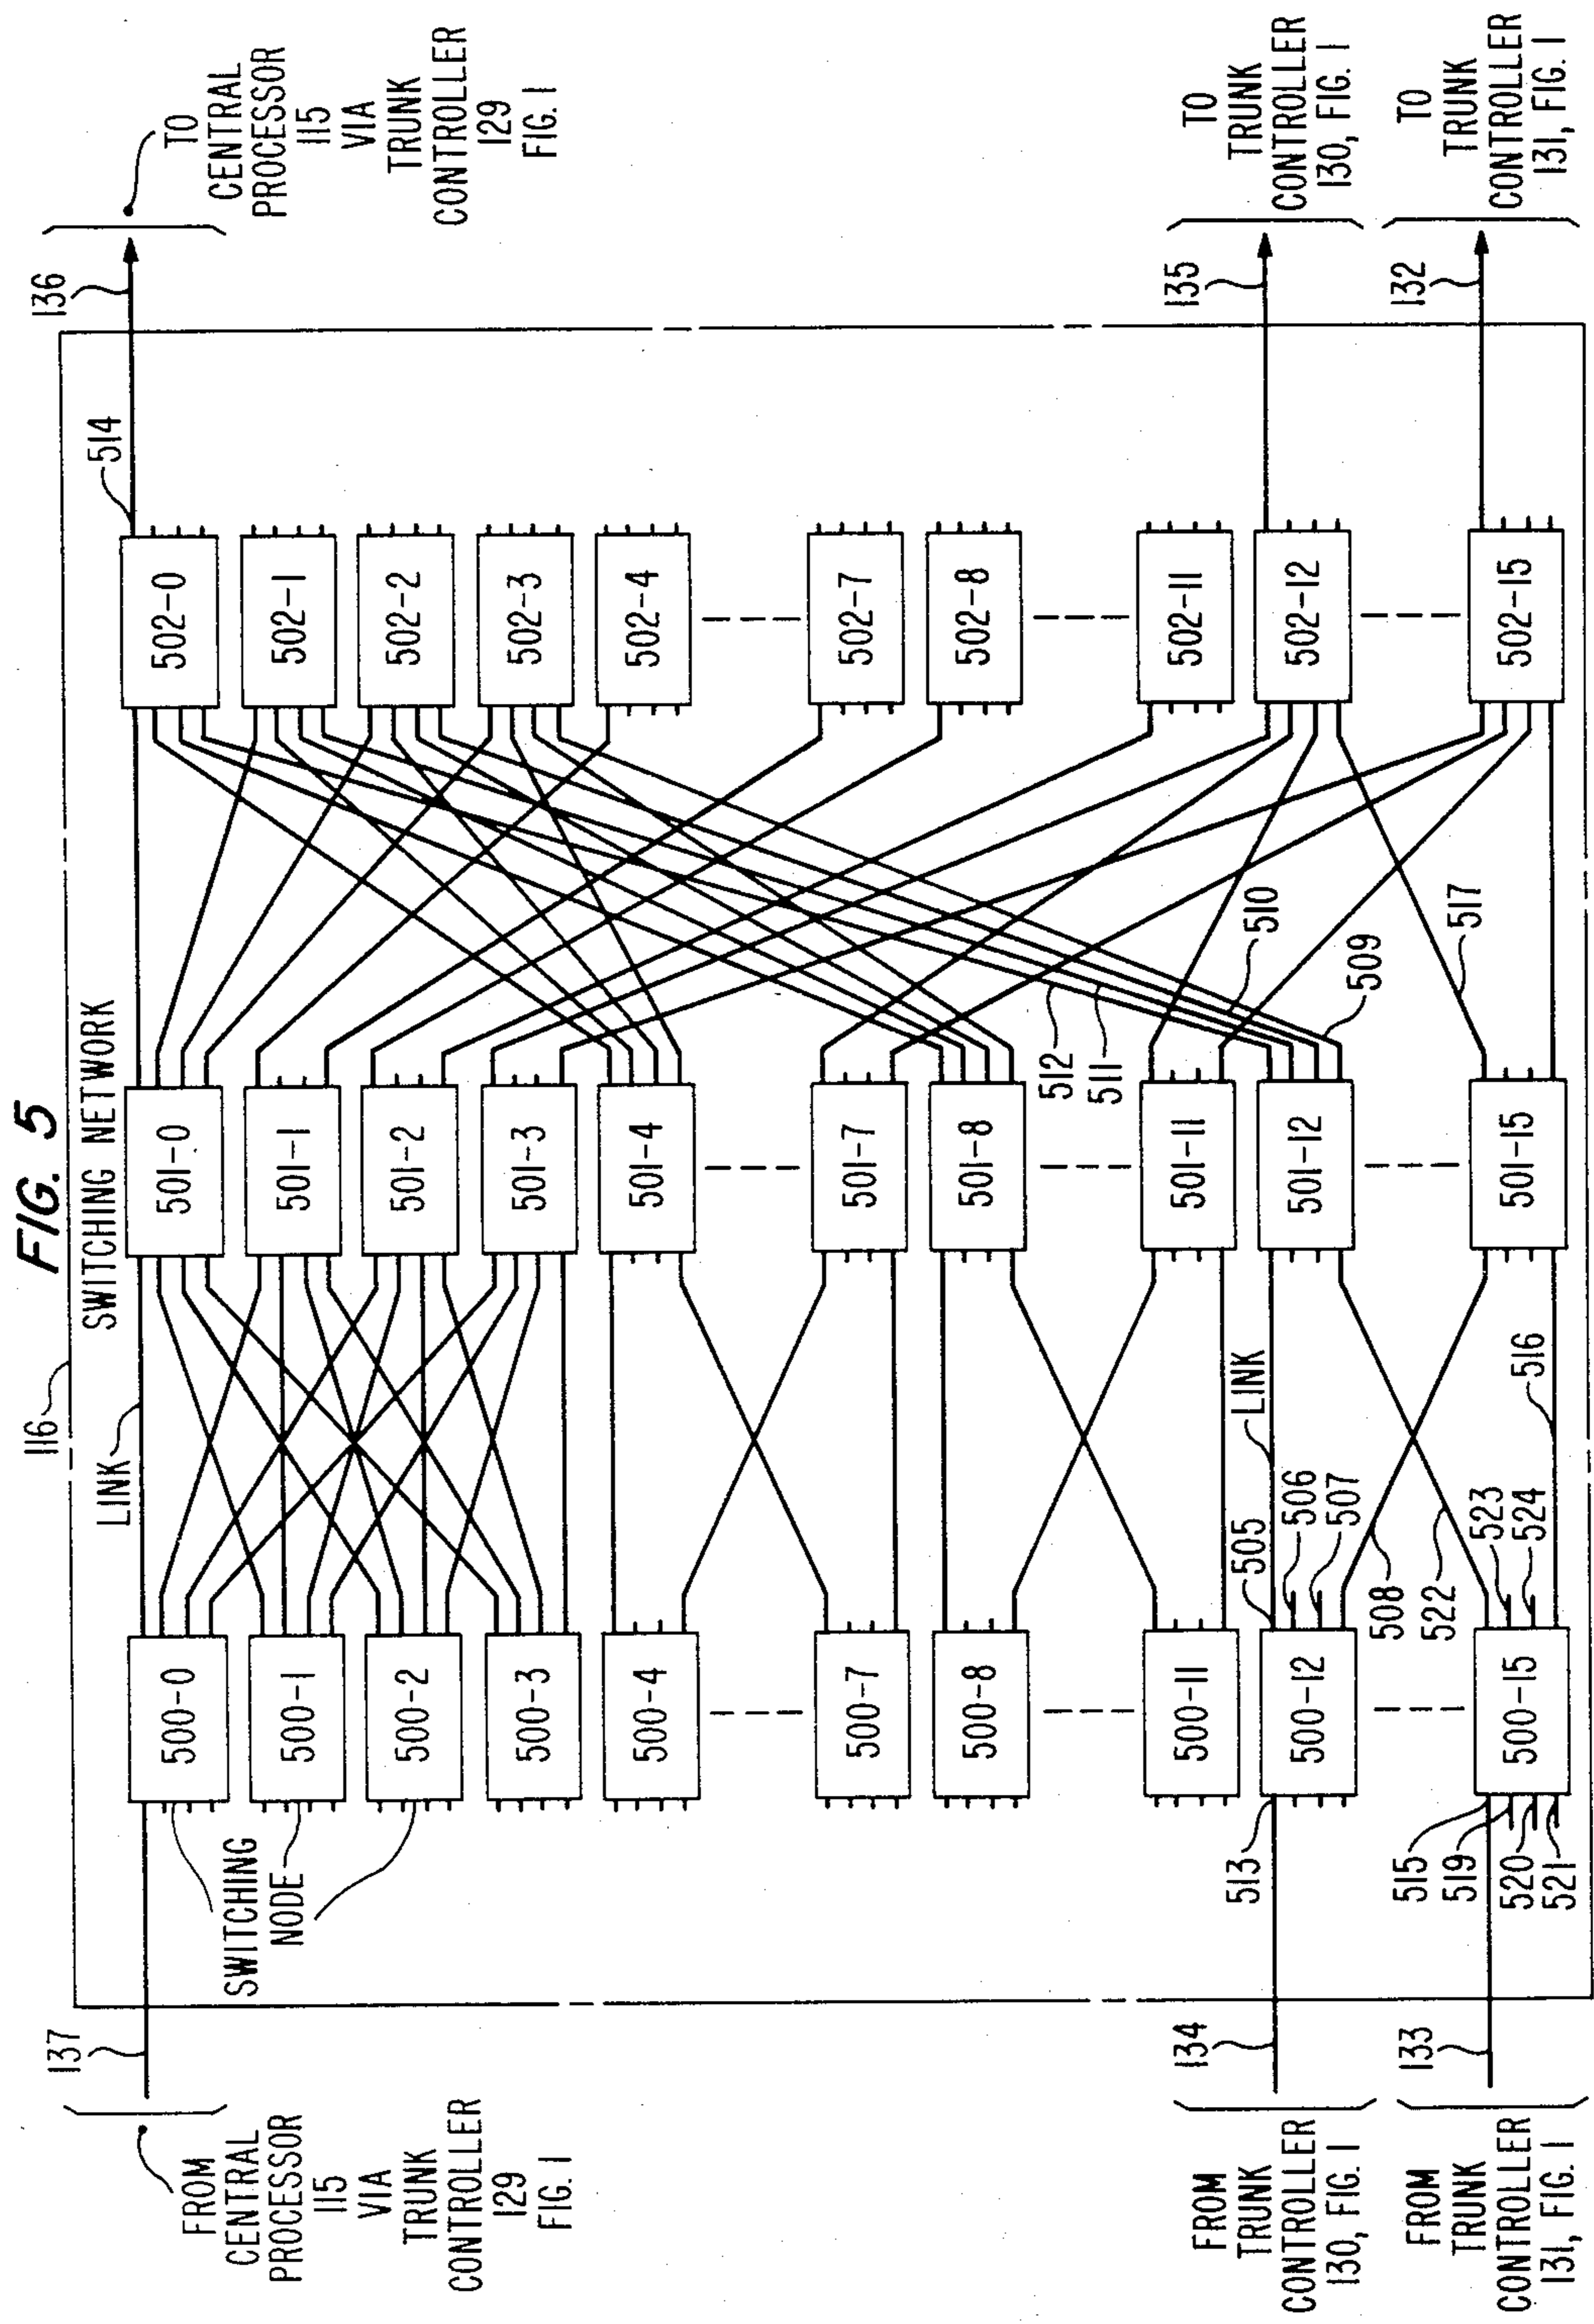 FIG. 5
116
SWITCHING NETWORK
137
FROM
CENTRAL
PROCESSOR
115
VIA
TRUNK
CONTROLLER
129
FIG. 1
134
FROM
TRUNK
CONTROLLER
130, FIG. 1
133
FROM
TRUNK
CONTROLLER
131, FIG. 1
SWITCHING
NODE
513
515
519
520
521
500-0
500-1
500-2
500-3
500-4
500-7
500-8
500-11
500-12
500-15
LINK
505
LINK
506
507
508
522
523
524
516
501-0
501-1
501-2
501-3
501-4
501-7
501-8
501-11
501-12
501-15
512
511
510
509
517
502-0
502-1
502-2
502-3
502-4
502-7
502-8
502-11
502-12
502-15
514
136
TO
CENTRAL
PROCESSOR
115
VIA
TRUNK
CONTROLLER
129
FIG. 1
135
TO
TRUNK
CONTROLLER
130, FIG. 1
132
TO
TRUNK
CONTROLLER
131, FIG. 1